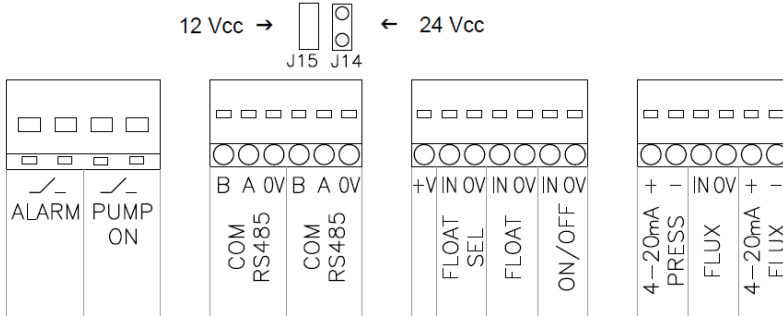 12 Vcc → ← 24 Vcc
J15 J14
B A 0V B A 0V
+V IN 0V IN 0V IN 0V
+ − IN 0V + −
ALARM
PUMP
ON
COM
RS485
COM
RS485
FLOAT
SEL
FLOAT
ON/OFF
4−20mA
PRESS
FLUX
4−20mA
FLUX